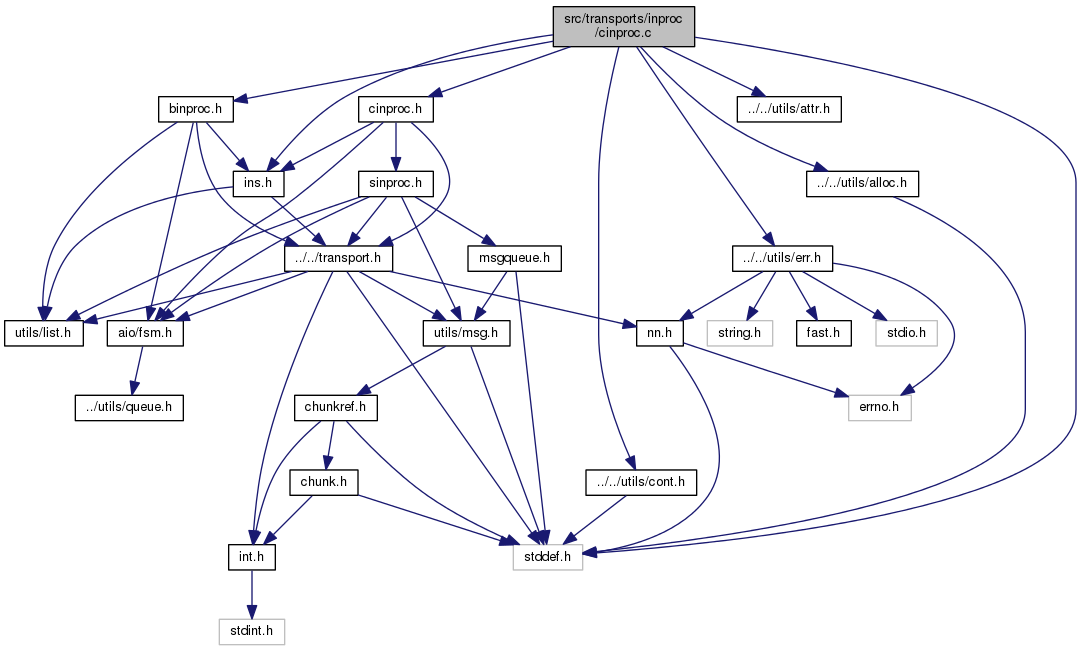 src/transports/inproc
/cinproc.c
binproc.h
cinproc.h
../../utils/attr.h
ins.h
sinproc.h
../../utils/alloc.h
../../transport.h
msgqueue.h
../../utils/err.h
utils/list.h
aio/fsm.h
utils/msg.h
nn.h
string.h
fast.h
stdio.h
../utils/queue.h
chunkref.h
errno.h
chunk.h
../../utils/cont.h
int.h
stddef.h
stdint.h